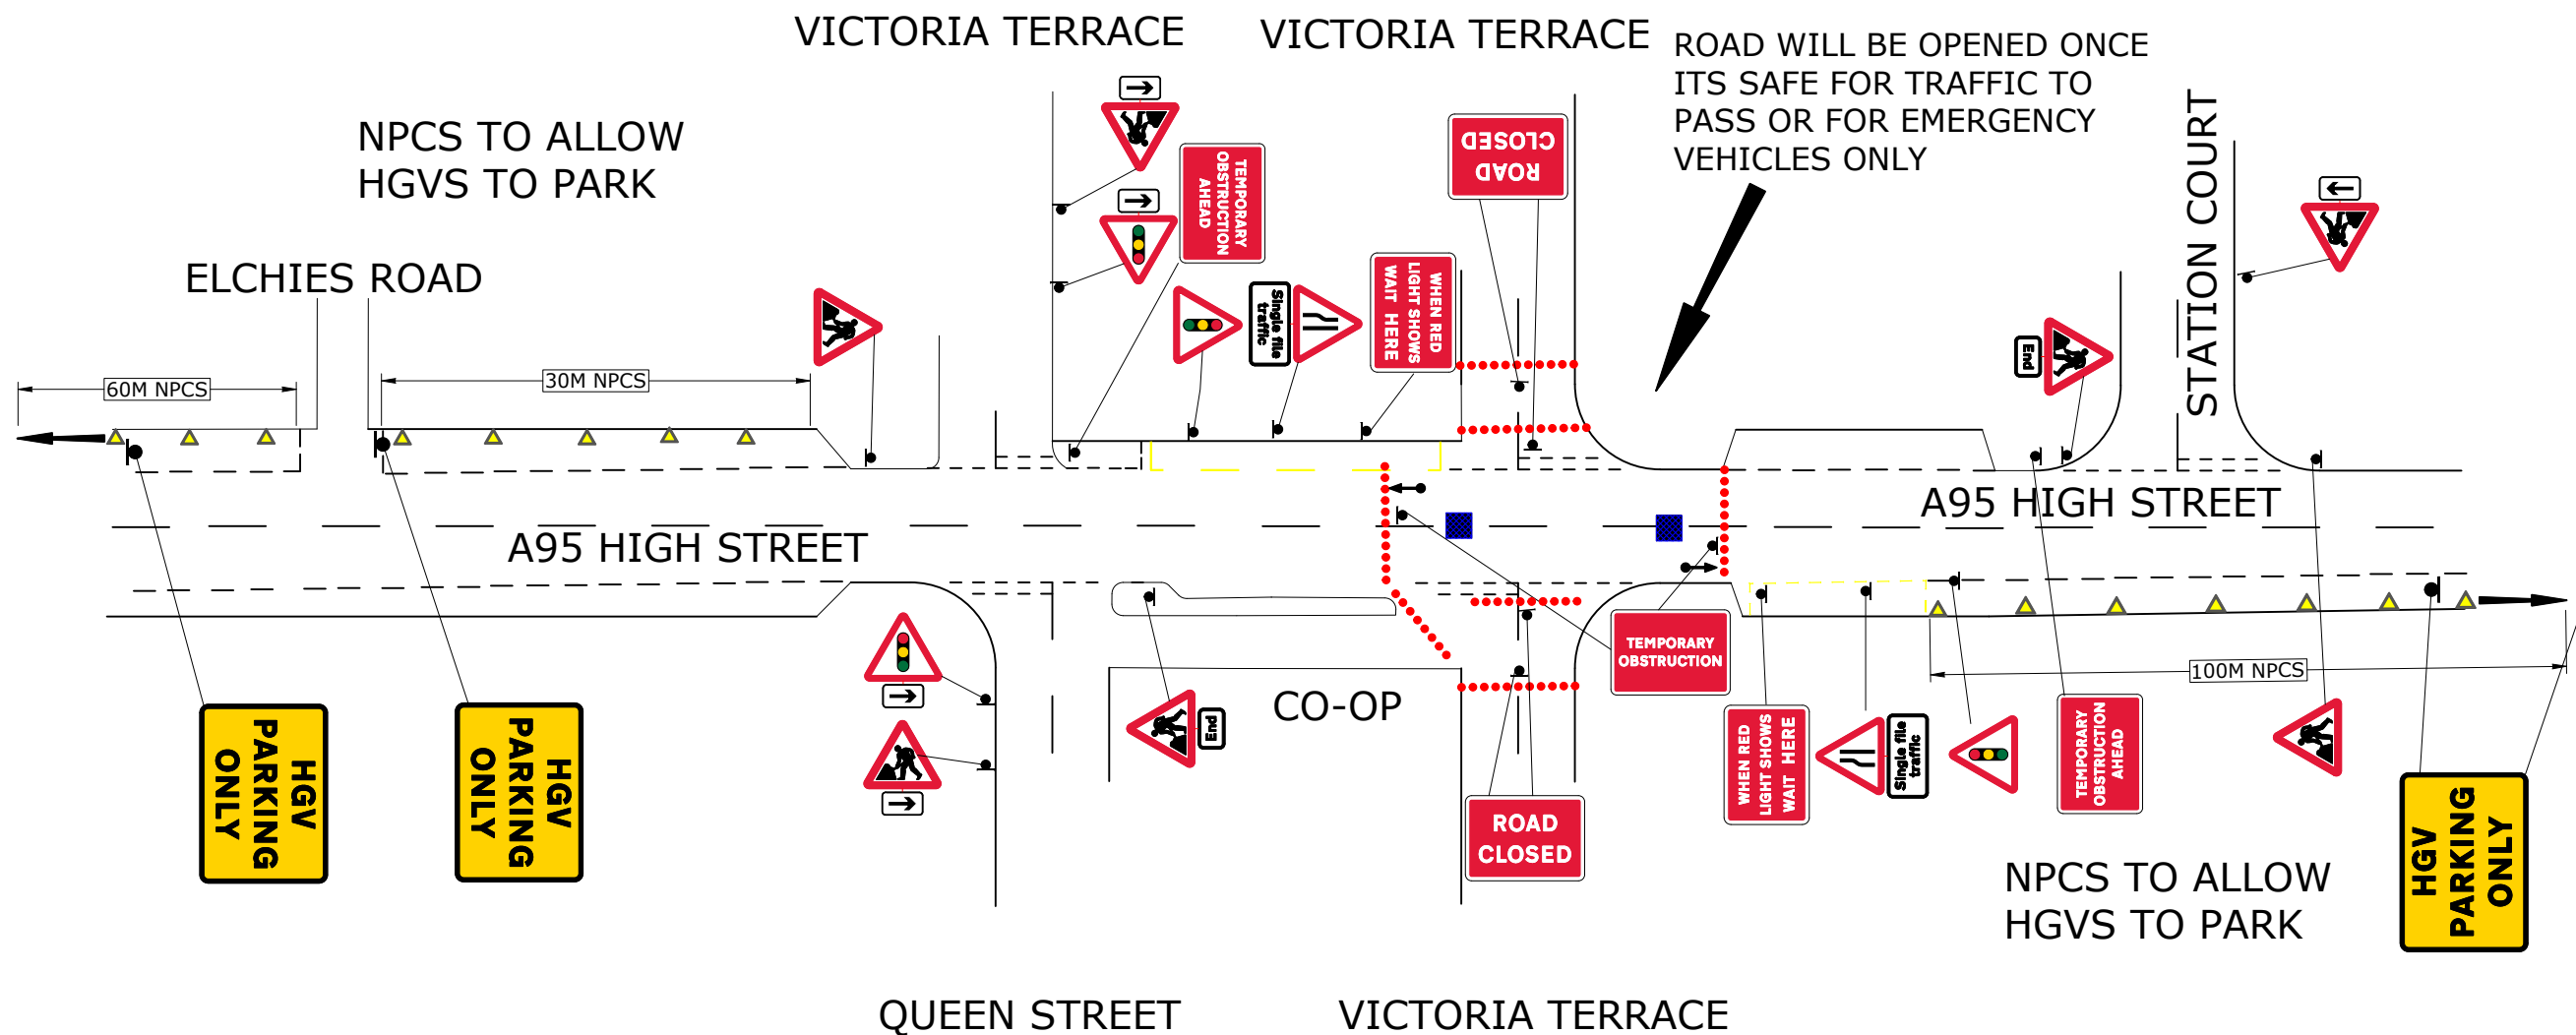 VICTORIA TERRACE
VICTORIA TERRACE
ROAD WILL BE OPENED ONCE
ITS SAFE FOR TRAFFIC TO
PASS OR FOR EMERGENCY
VEHICLES ONLY
NPCS TO ALLOW
HGVS TO PARK
ELCHIES ROAD
STATION COURT
TEMPORARY
OBSTRUCTION
AHEAD
ROAD
CLOSED
Single file
traffic
WHEN RED
LIGHT SHOWS
WAIT HERE
End
60M NPCS
30M NPCS
A95 HIGH STREET
A95 HIGH STREET
TEMPORARY
OBSTRUCTION
100M NPCS
CO-OP
End
HGV
PARKING
ONLY
HGV
PARKING
ONLY
ROAD
CLOSED
WHEN RED
LIGHT SHOWS
WAIT HERE
Single file
traffic
TEMPORARY
OBSTRUCTION
AHEAD
HGV
PARKING
ONLY
NPCS TO ALLOW
HGVS TO PARK
QUEEN STREET
VICTORIA TERRACE